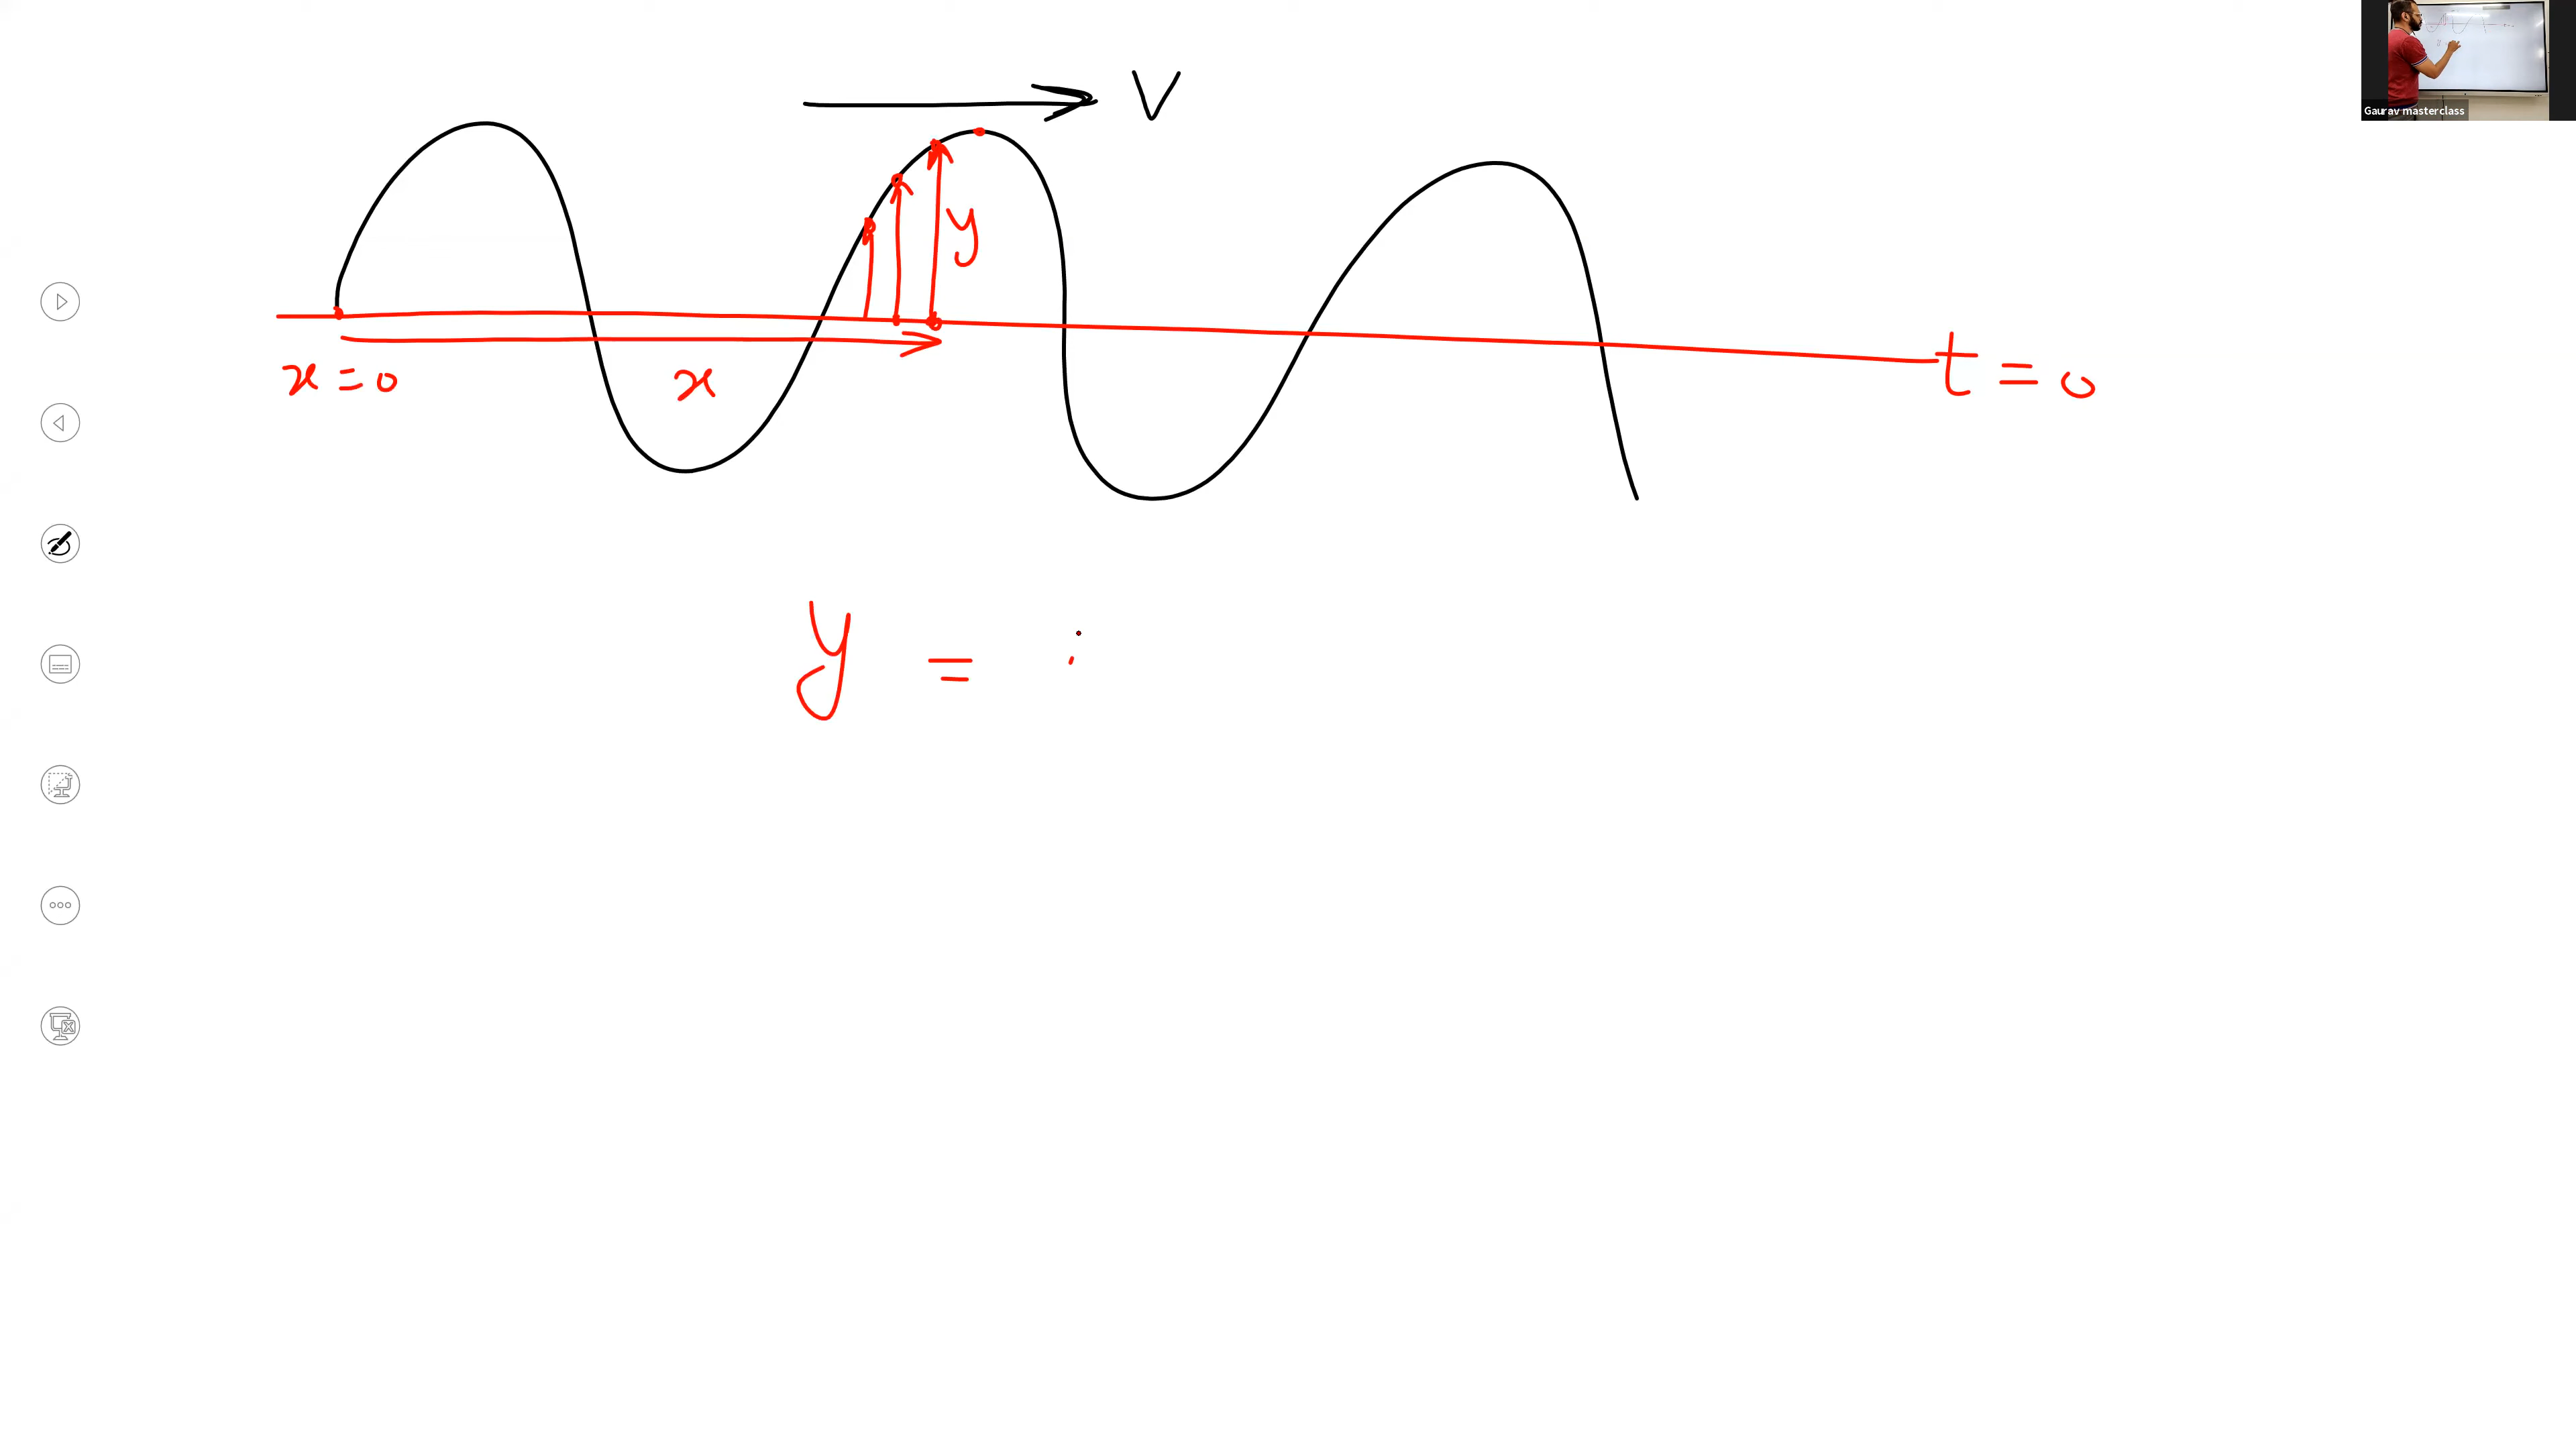 V
Gaurav masterclass
y
x = 0
x
t = 0
y =